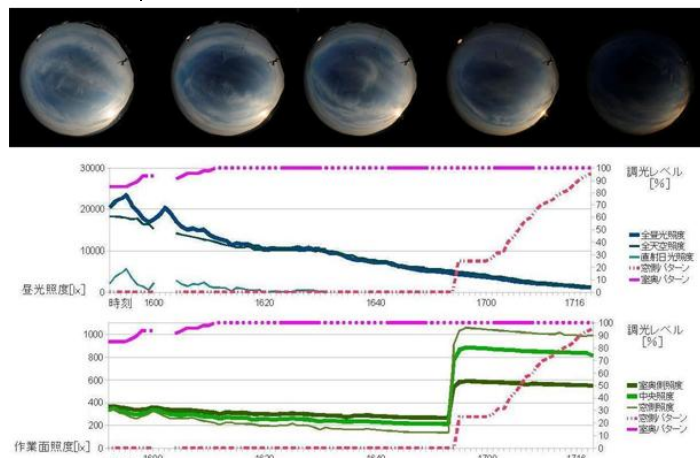 30000
20000
10000
0
昼光照度[lx]
時刻
1600
1620
1640
1700
1716
100
90
80
70
60
50
40
30
20
10
0
調光レベル
[%]
全昼光照度
全天空照度
直射日光照度
窓側パターン
室奥パターン
1000
800
600
400
200
0
作業面照度[lx]
1600
1620
1640
1700
1716
100
90
80
70
60
50
40
30
20
10
0
調光レベル
[%]
室奥側照度
中央照度
窓側照度
窓側パターン
室奥パターン